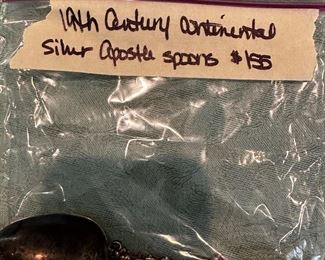 19th Century Continental
Silver Apostle spoons $155